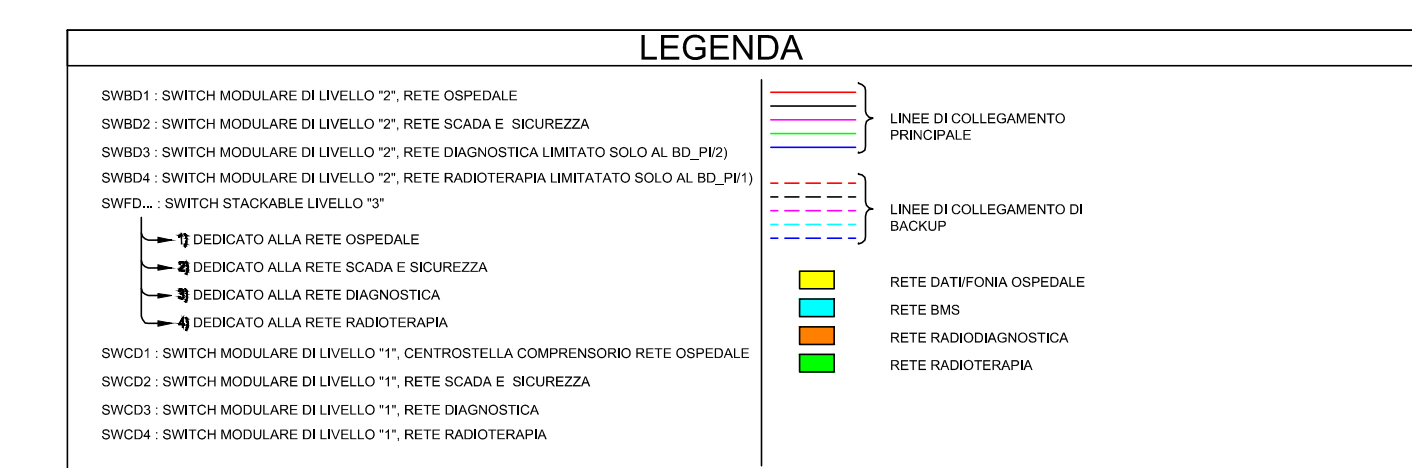 LEGENDA
SWBD1 : SWITCH MODULARE DI LIVELLO "2", RETE OSPEDALE
SWBD2 : SWITCH MODULARE DI LIVELLO "2", RETE SCADA E SICUREZZA
SWBD3 : SWITCH MODULARE DI LIVELLO "2", RETE DIAGNOSTICA LIMITATO SOLO AL BD_PI/2)
SWBD4 : SWITCH MODULARE DI LIVELLO "2", RETE RADIOTERAPIA LIMITATATO SOLO AL BD_PI/1)
SWFD... : SWITCH STACKABLE LIVELLO "3"
1) DEDICATO ALLA RETE OSPEDALE
2) DEDICATO ALLA RETE SCADA E SICUREZZA
3) DEDICATO ALLA RETE DIAGNOSTICA
4) DEDICATO ALLA RETE RADIOTERAPIA
SWCD1 : SWITCH MODULARE DI LIVELLO "1", CENTROSTELLA COMPRENSORIO RETE OSPEDALE
SWCD2 : SWITCH MODULARE DI LIVELLO "1", RETE SCADA E SICUREZZA
SWCD3 : SWITCH MODULARE DI LIVELLO "1", RETE DIAGNOSTICA
SWCD4 : SWITCH MODULARE DI LIVELLO "1", RETE RADIOTERAPIA
LINEE DI COLLEGAMENTO
PRINCIPALE
LINEE DI COLLEGAMENTO DI
BACKUP
RETE DATI/FONIA OSPEDALE
RETE BMS
RETE RADIODIAGNOSTICA
RETE RADIOTERAPIA